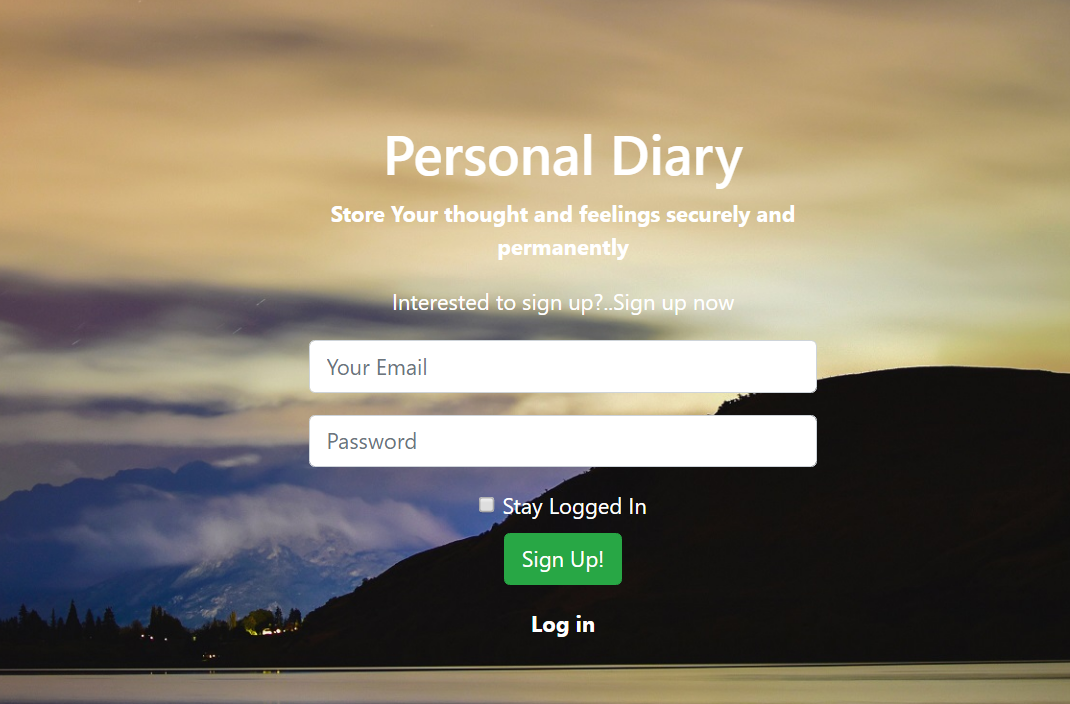 Personal Diary
Store Your thought and feelings securely and
permanently
Interested to sign up?..Sign up now
Your Email
Password
Stay Logged In
Sign Up!
Log in